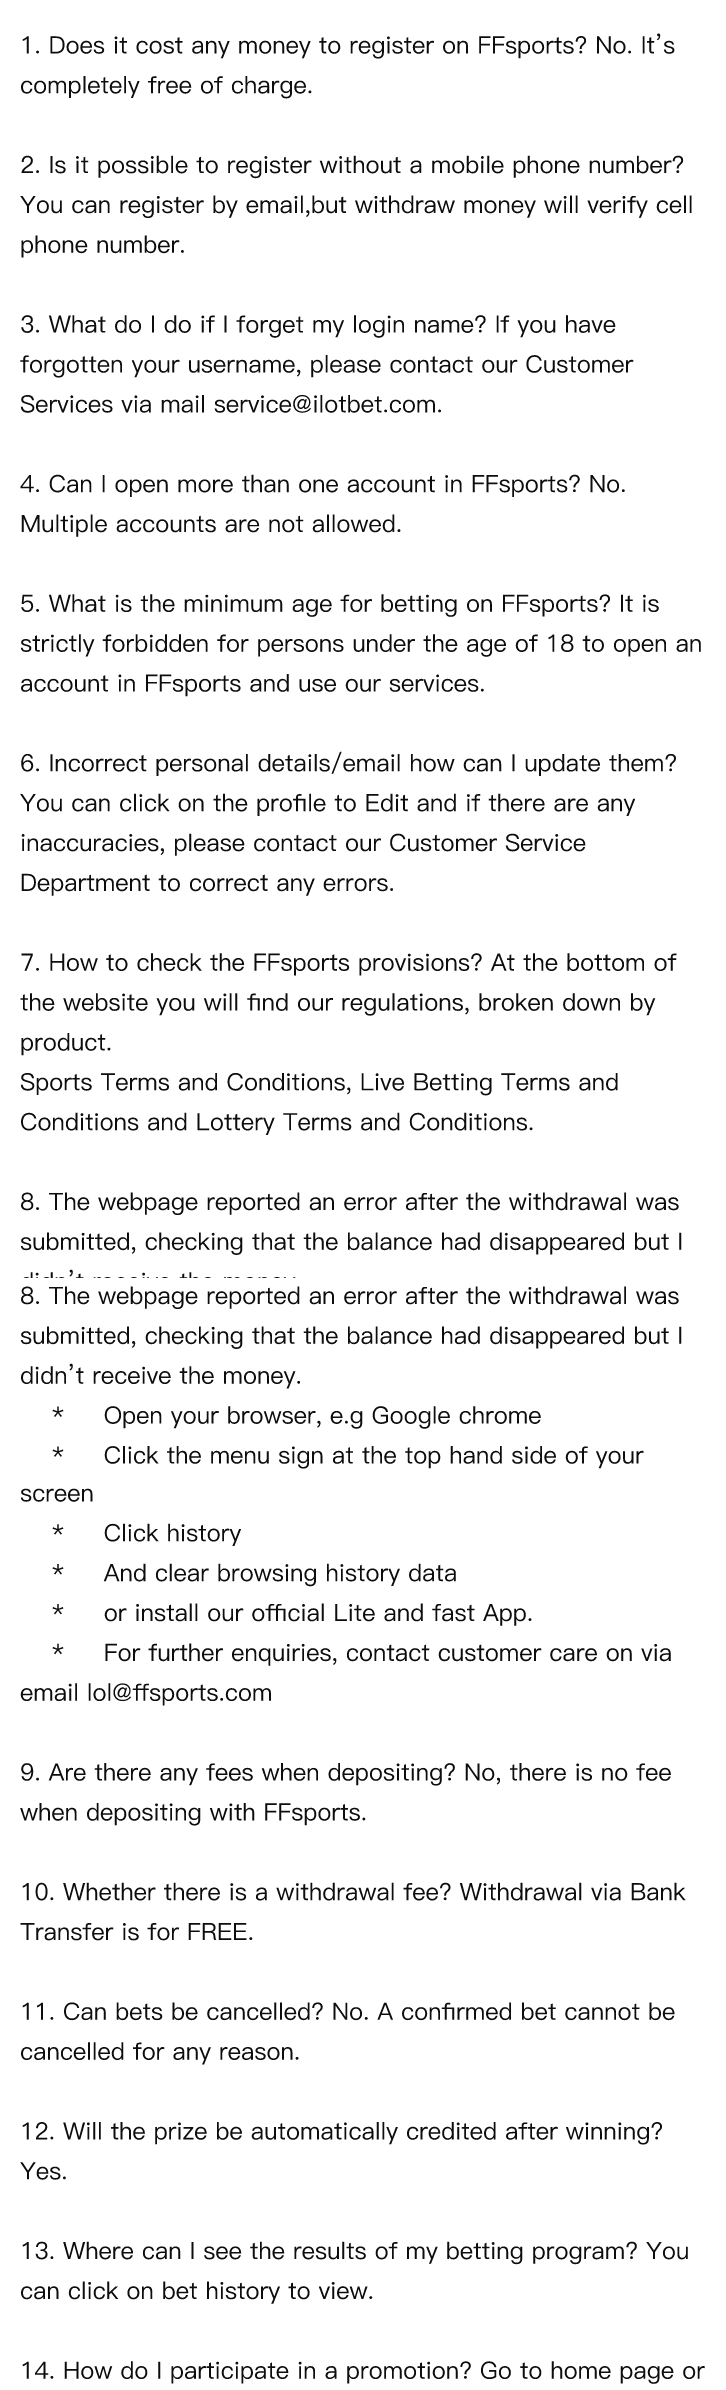 1. Does it cost any money to register on FFsports? No. It’s
completely free of charge.
2. Is it possible to register without a mobile phone number?
You can register by email,but withdraw money will verify cell
phone number.
3. What do I do if I forget my login name? If you have
forgotten your username, please contact our Customer
Services via mail service@ilotbet.com.
4. Can I open more than one account in FFsports? No.
Multiple accounts are not allowed.
5. What is the minimum age for betting on FFsports? It is
strictly forbidden for persons under the age of 18 to open an
account in FFsports and use our services.
6. Incorrect personal details/email how can I update them?
You can click on the profile to Edit and if there are any
inaccuracies, please contact our Customer Service
Department to correct any errors.
7. How to check the FFsports provisions? At the bottom of
the website you will find our regulations, broken down by
product.
Sports Terms and Conditions, Live Betting Terms and
Conditions and Lottery Terms and Conditions.
8. The webpage reported an error after the withdrawal was
submitted, checking that the balance had disappeared but I
didn’t receive the money.
8. The webpage reported an error after the withdrawal was
submitted, checking that the balance had disappeared but I
didn’t receive the money.
* Open your browser, e.g Google chrome
* Click the menu sign at the top hand side of your
screen
* Click history
* And clear browsing history data
* or install our official Lite and fast App.
* For further enquiries, contact customer care on via
email lol@ffsports.com
9. Are there any fees when depositing? No, there is no fee
when depositing with FFsports.
10. Whether there is a withdrawal fee? Withdrawal via Bank
Transfer is for FREE.
11. Can bets be cancelled? No. A confirmed bet cannot be
cancelled for any reason.
12. Will the prize be automatically credited after winning?
Yes.
13. Where can I see the results of my betting program? You
can click on bet history to view.
14. How do I participate in a promotion? Go to home page or